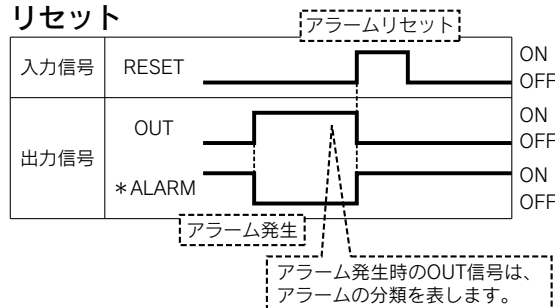 リセット
アラームリセット
入力信号 RESET ON
OFF
出力信号 OUT ON
OFF
＊ALARM ON
OFF
アラーム発生
アラーム発生時のOUT信号は、
アラームの分類を表します。